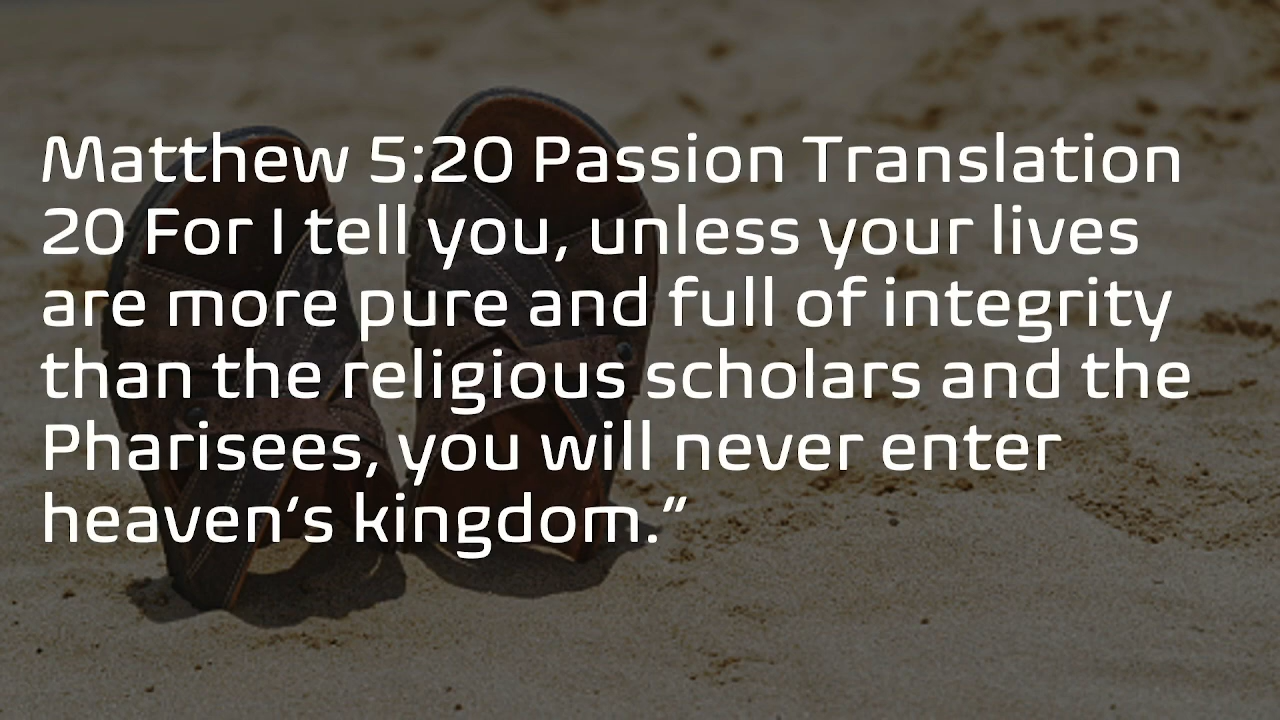 Matthew 5:20 Passion Translation
20 For I tell you, unless your lives
are more pure and full of integrity
than the religious scholars and the
Pharisees, you will never enter
heaven’s kingdom.”